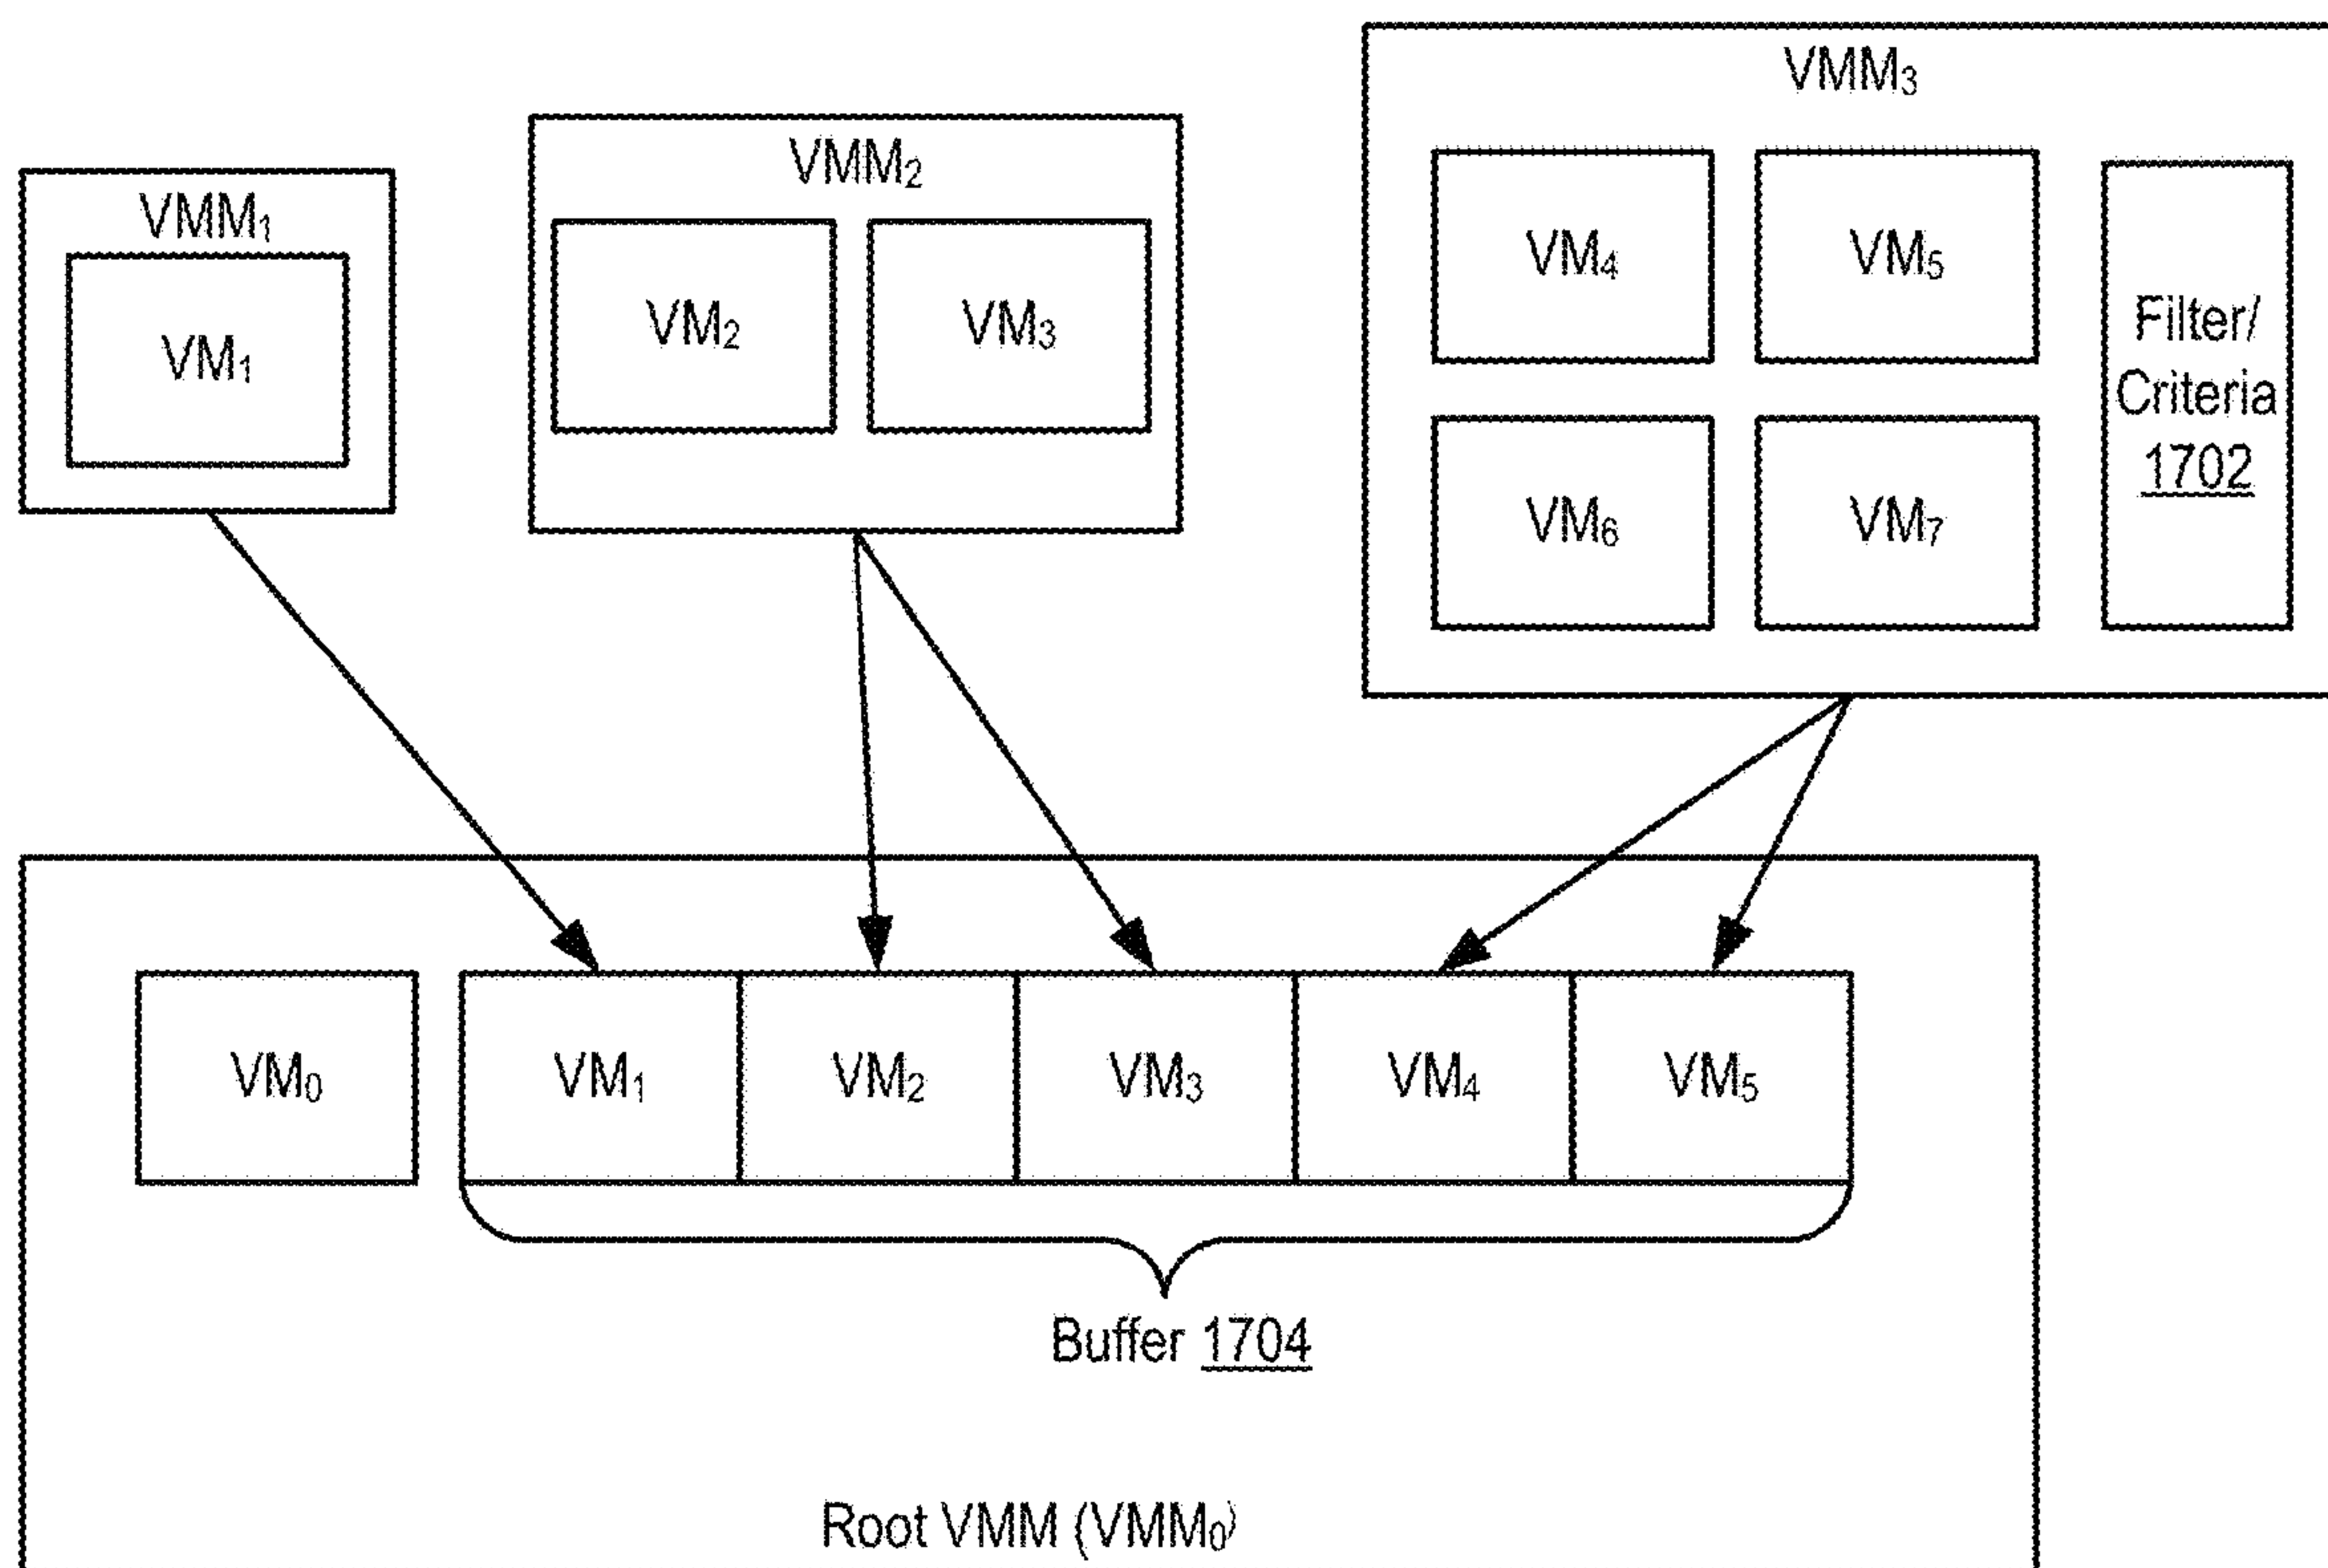 VMM₁
VM₁
VMM₂
VM₂
VM₃
VMM₃
VM₄
VM₅
VM₆
VM₇
Filter/
Criteria
1702
VM₀
VM₁
VM₂
VM₃
VM₄
VM₅
Buffer 1704
Root VMM (VMM₀)